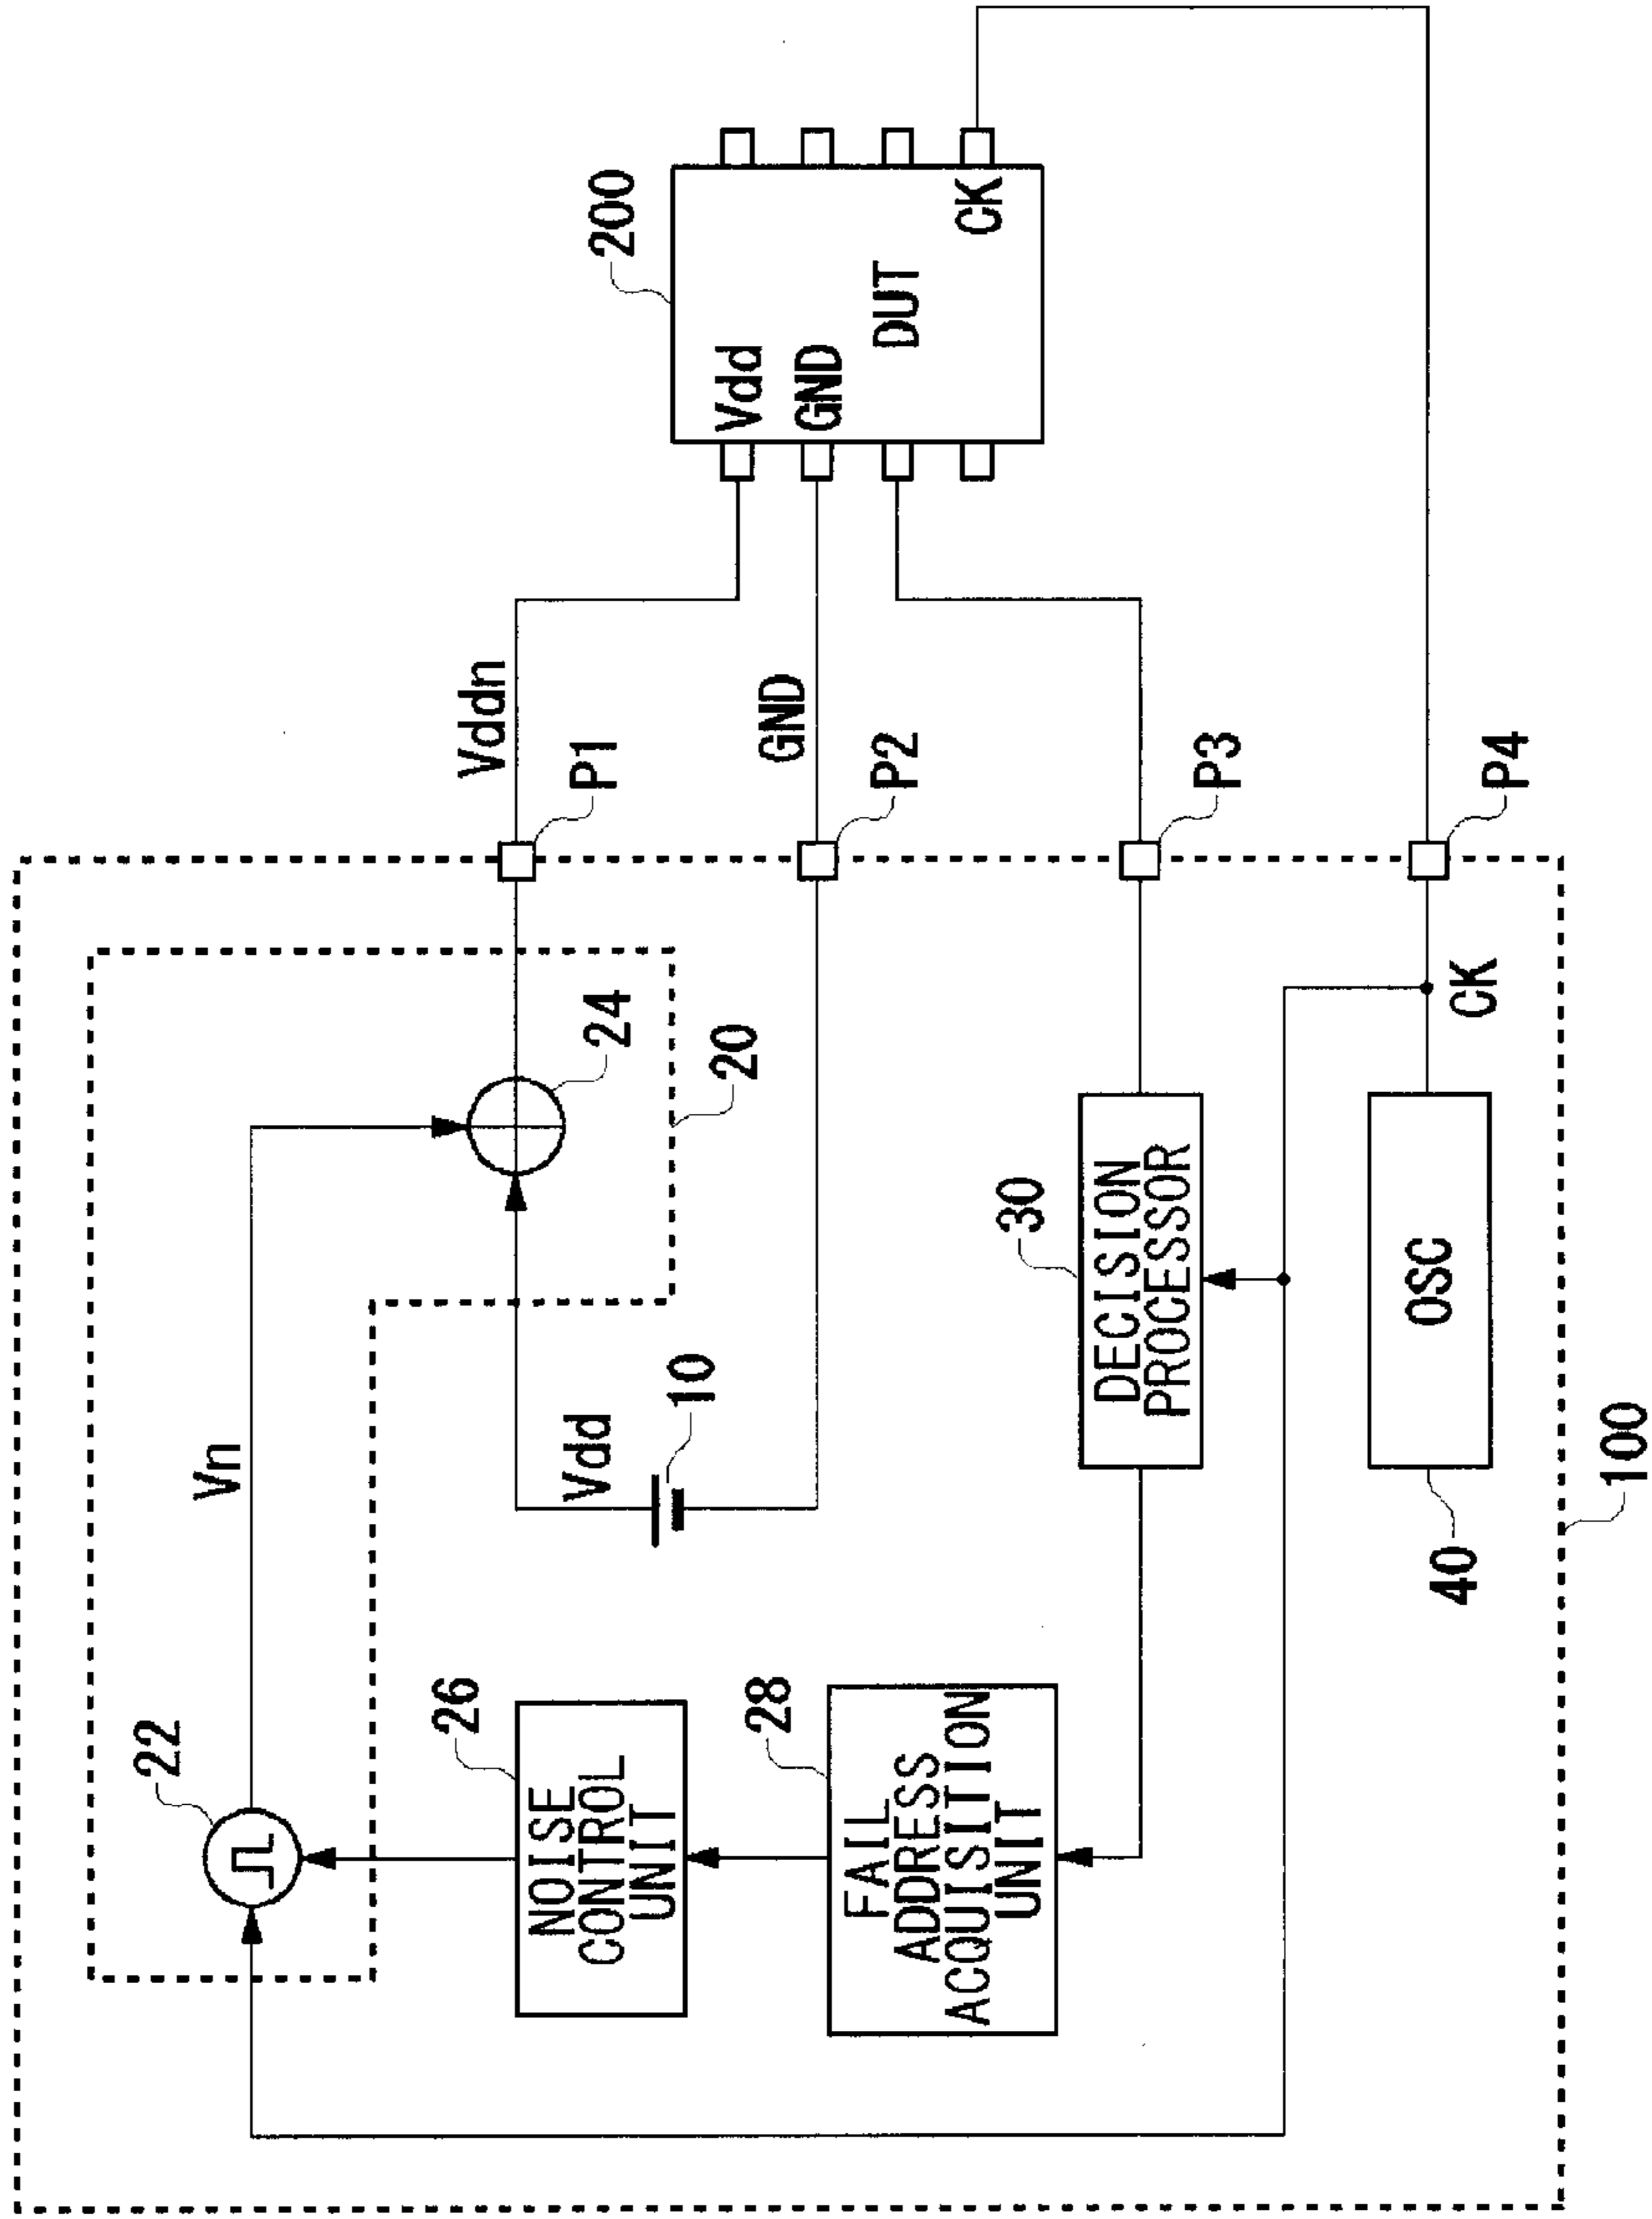 22
Vn
26
NOISE
CONTROL
UNIT
Vdd
10
24
20
Vddn
P1
28
FAIL
ADDRESS
ACQUISITION
UNIT
GND
P2
200
Vdd
GND
DUT
CK
30
DECISION
PROCESSOR
P3
40
OSC
CK
P4
100